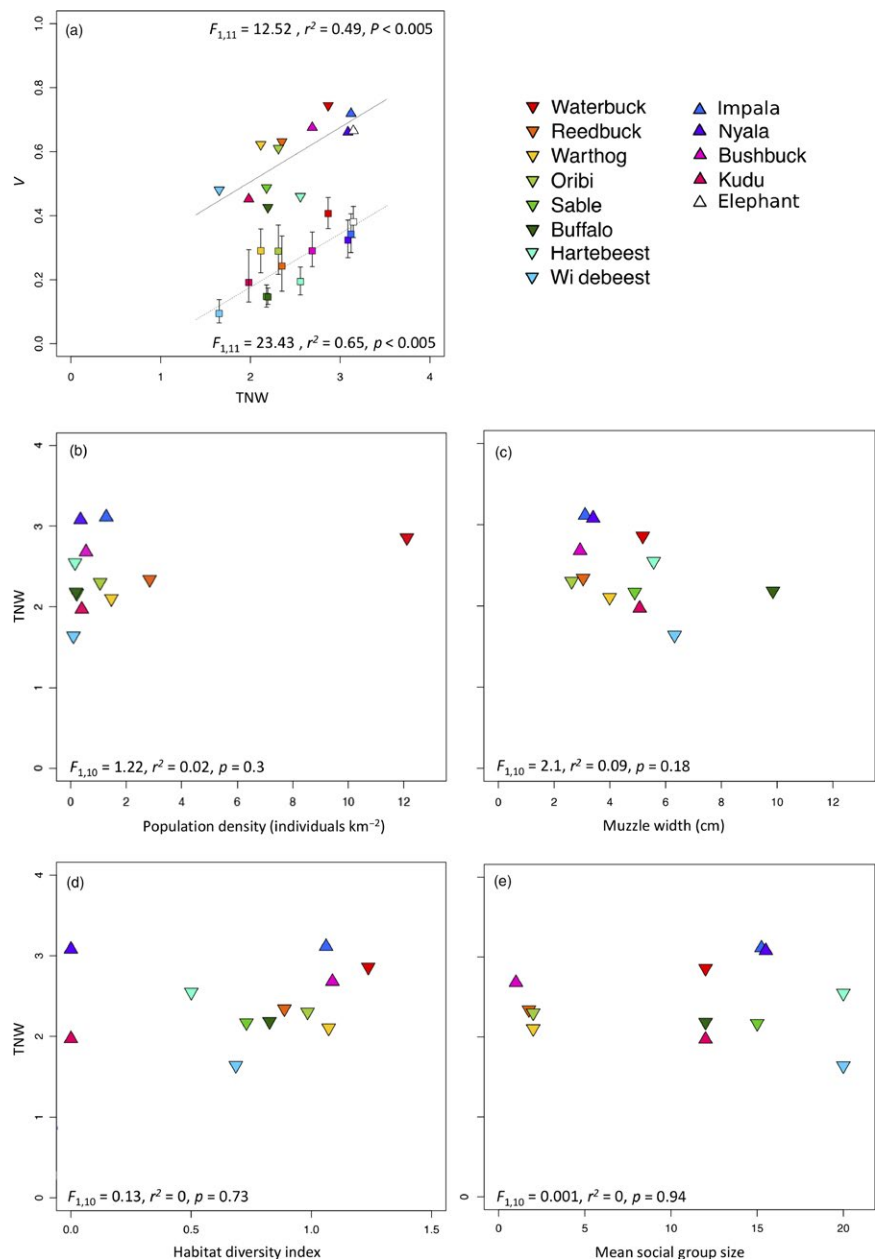 (a)
F1,11 = 12.52 , r² = 0.49, P < 0.005
1.0
0.8
0.6
0.4
0.2
0.0
V
F1,11 = 23.43 , r² = 0.65, p < 0.005
0 1 2 3 4
TNW
Waterbuck
Reedbuck
Warthog
Oribi
Sable
Buffalo
Hartebeest
Wi debeest
Impala
Nyala
Bushbuck
Kudu
Elephant
(b)
4
3
2
1
0
TNW
F1,10 = 1.22, r² = 0.02, p = 0.3
0 2 4 6 8 10 12
Population density (individuals km⁻²)
(c)
F1,10 = 2.1, r² = 0.09, p = 0.18
0 2 4 6 8 10 12
Muzzle width (cm)
(d)
4
3
2
1
0
TNW
F1,10 = 0.13, r² = 0, p = 0.73
0.0 0.5 1.0 1.5
Habitat diversity index
(e)
0
F1,10 = 0.001, r² = 0, p = 0.94
0 5 10 15 20
Mean social group size